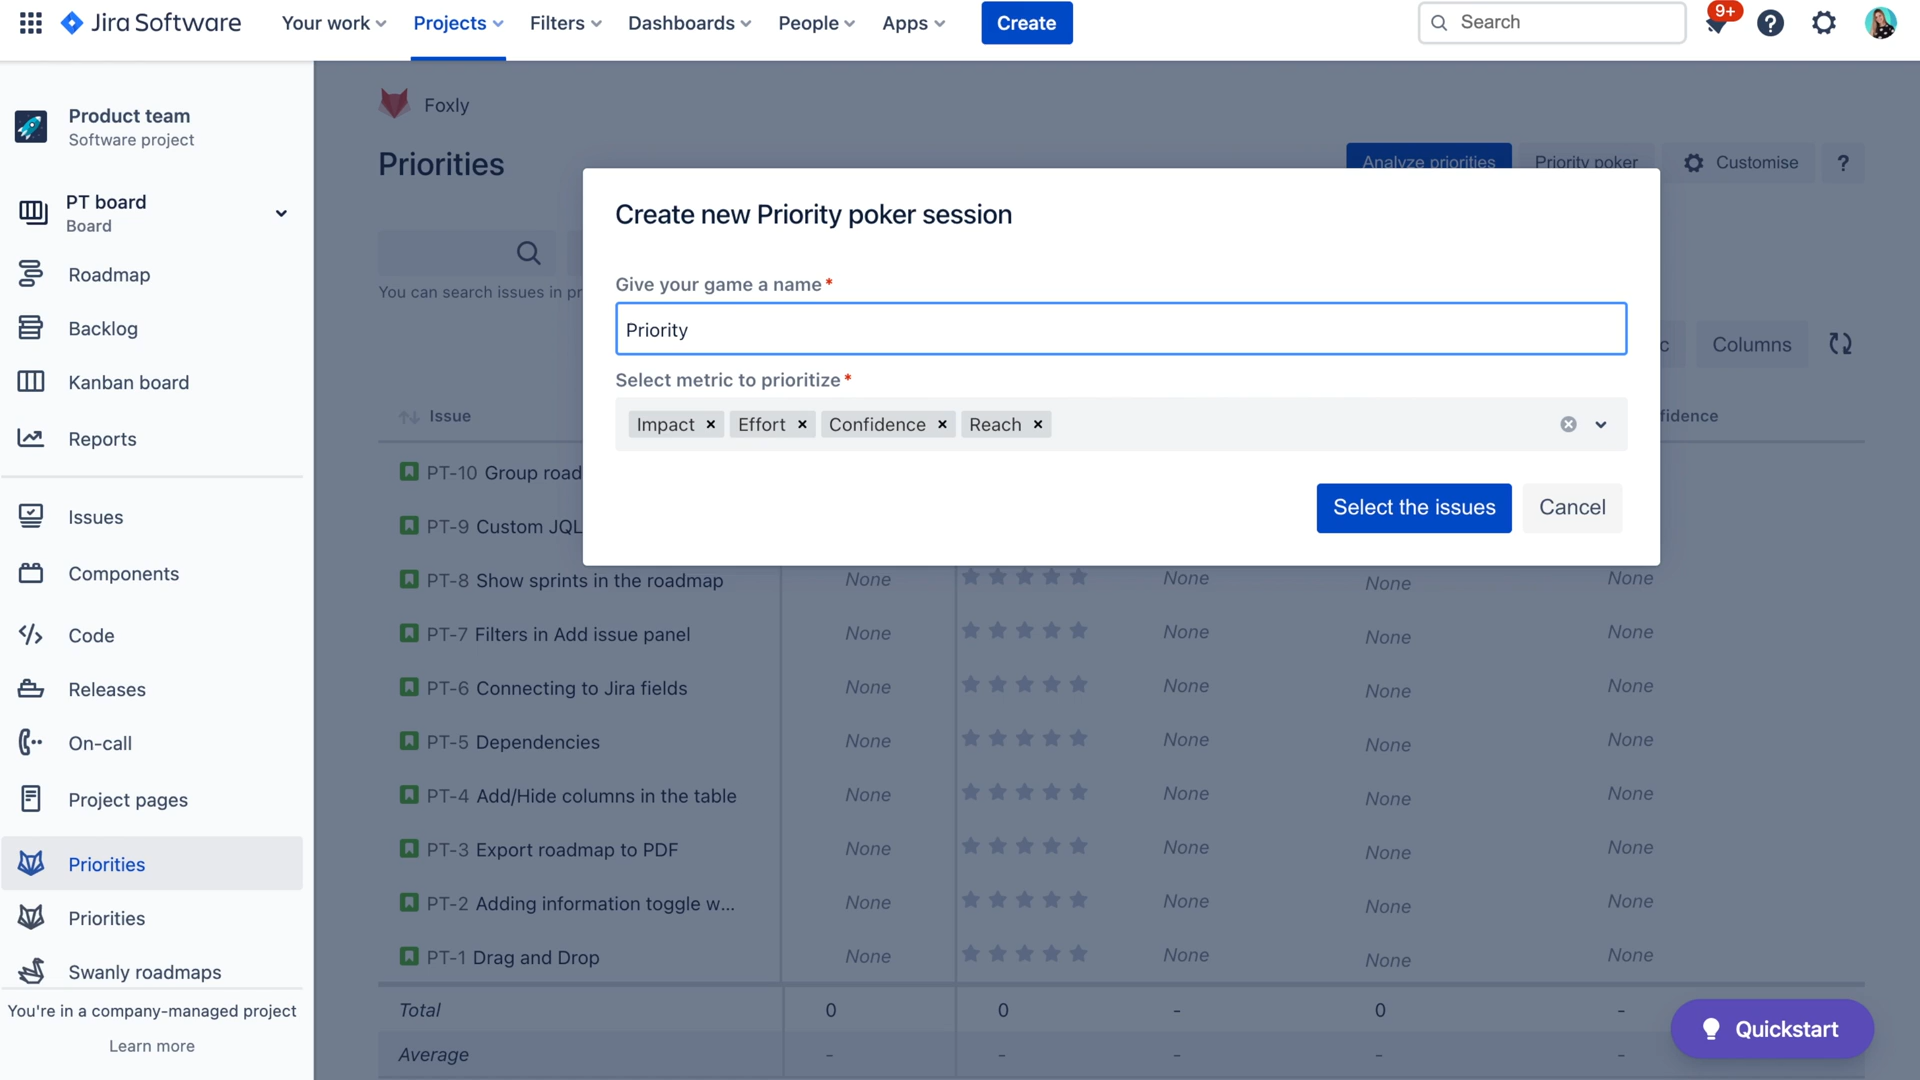 Jira Software
Your work
Projects
Filters
Dashboards
People
Apps
Create
Search
9+
Product team
Software project
PT board
Board
Roadmap
Backlog
Kanban board
Reports
Issues
Components
Code
Releases
On-call
Project pages
Priorities
Priorities
Swanly roadmaps
You're in a company-managed project
Learn more
Foxly
Priorities
Analyze priorities
Priority poker
Customise
?
You can search issues in pr
Create new Priority poker session
Give your game a name*
Priority
Select metric to prioritize*
Impact × Effort × Confidence × Reach ×
Select the issues
Cancel
c
Columns
Issue
fidence
PT-10 Group road
PT-9 Custom JQL
PT-8 Show sprints in the roadmap None None None None
PT-7 Filters in Add issue panel None None None None
PT-6 Connecting to Jira fields None None None None
PT-5 Dependencies None None None None
PT-4 Add/Hide columns in the table None None None None
PT-3 Export roadmap to PDF None None None None
PT-2 Adding information toggle w... None None None None
PT-1 Drag and Drop None None None None
Total 0 0 - 0 -
Average - - - - -
Quickstart